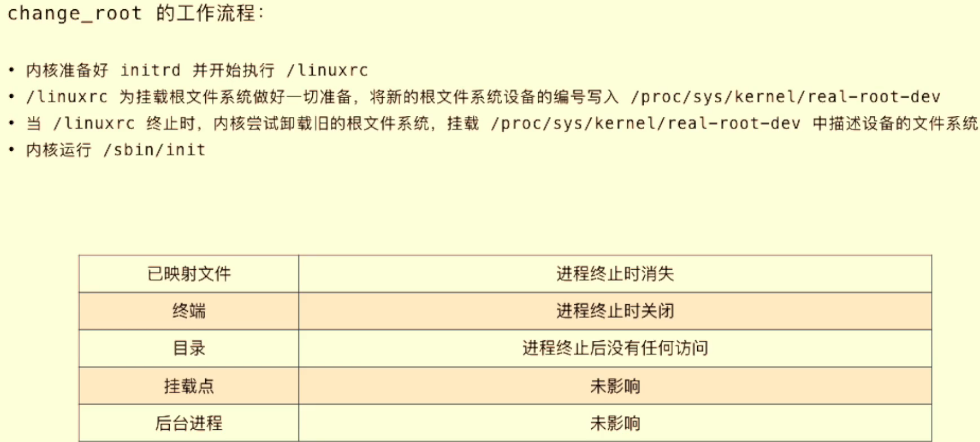 change_root 的工作流程：
• 内核准备好 initrd 并开始执行 /linuxrc
• /linuxrc 为挂载根文件系统做好一切准备，将新的根文件系统设备的编号写入 /proc/sys/kernel/real-root-dev
• 当 /linuxrc 终止时，内核尝试卸载旧的根文件系统，挂载 /proc/sys/kernel/real-root-dev 中描述设备的文件系统
• 内核运行 /sbin/init
已映射文件 进程终止时消失
终端 进程终止时关闭
目录 进程终止后没有任何访问
挂载点 未影响
后台进程 未影响